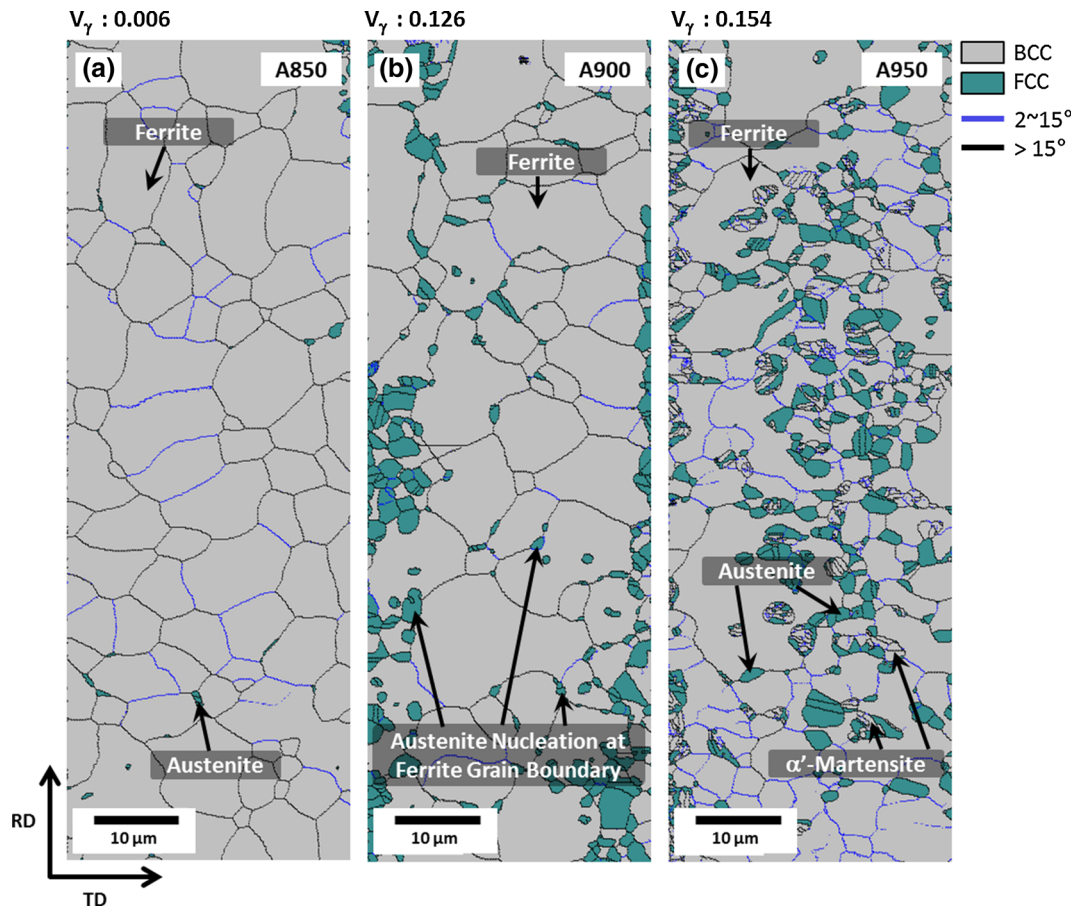 Vγ : 0.006
Vγ : 0.126
Vγ : 0.154
(a)
A850
Ferrite
Austenite
10 μm
(b)
A900
Ferrite
Austenite Nucleation at
Ferrite Grain Boundary
10 μm
(c)
A950
Ferrite
Austenite
α’-Martensite
10 μm
BCC
FCC
2~15°
> 15°
RD
TD